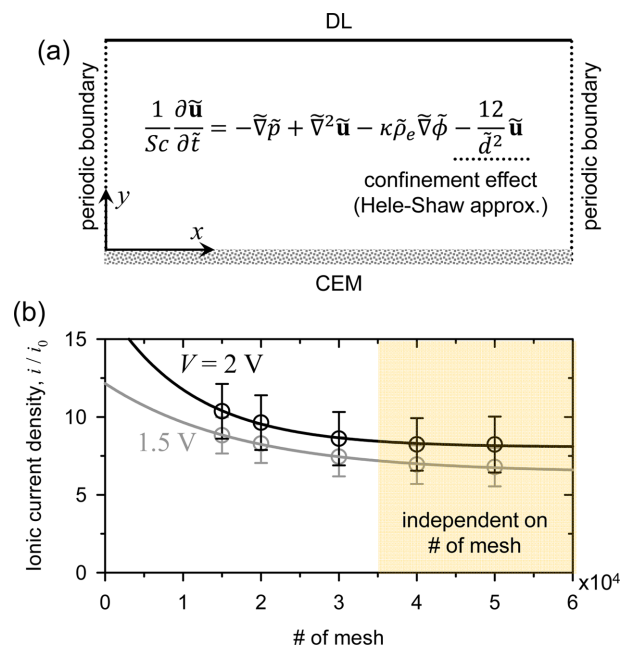 DL
(a)
periodic boundary
1/Sc ∂ũ/∂t̃ = −∇̃p̃ + ∇̃²ũ − κρ̃ₑ∇̃ϕ̃ − 12/d̃² ũ
periodic boundary
confinement effect
(Hele-Shaw approx.)
y
x
CEM
(b)
Ionic current density, i / i₀
15
10
5
0
V = 2 V
1.5 V
independent on
# of mesh
0 1 2 3 4 5 6
×10⁴
# of mesh